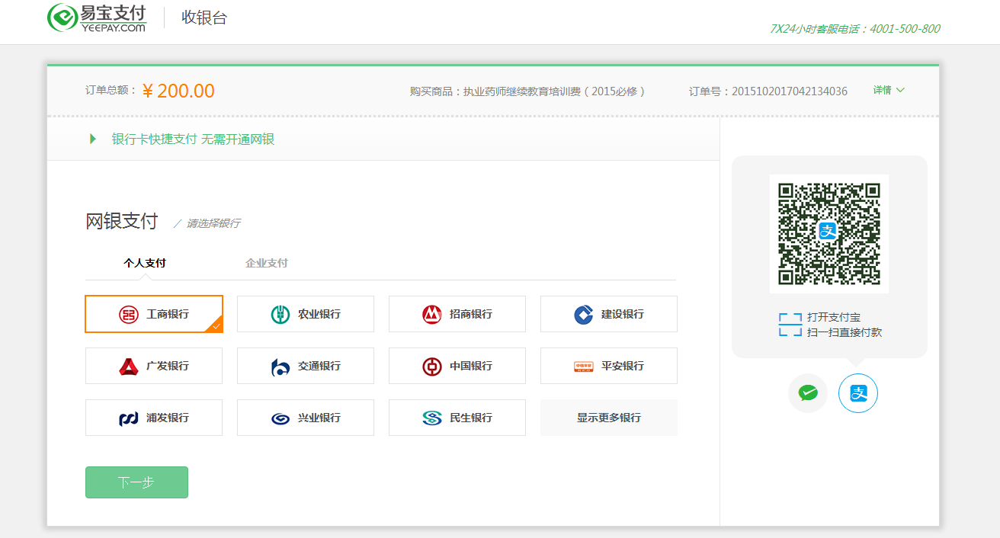 易宝支付
YEEPAY.COM
收银台
7X24小时客服电话：4001-500-800
订单总额：¥ 200.00
购买商品：执业药师继续教育培训费（2015必修）
订单号：2015102017042134036
详情
银行卡快捷支付 无需开通网银
网银支付 / 请选择银行
个人支付 企业支付
工商银行 农业银行 招商银行 建设银行
广发银行 交通银行 中国银行 平安银行
浦发银行 兴业银行 民生银行 显示更多银行
下一步
支
打开支付宝
扫一扫直接付款
支